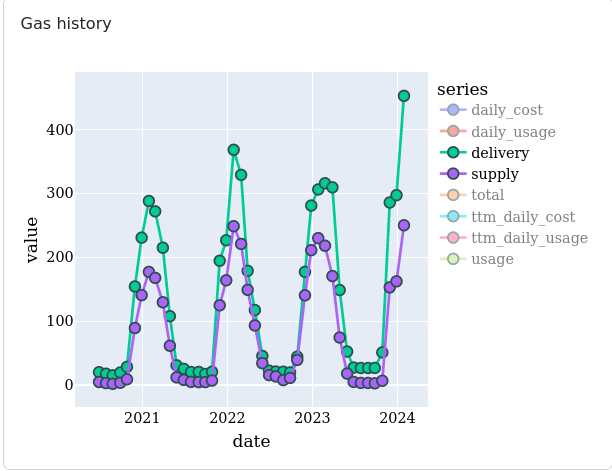 Gas history
series
daily_cost
daily_usage
delivery
supply
total
ttm_daily_cost
ttm_daily_usage
usage
value
400
300
200
100
0
2021 2022 2023 2024
date